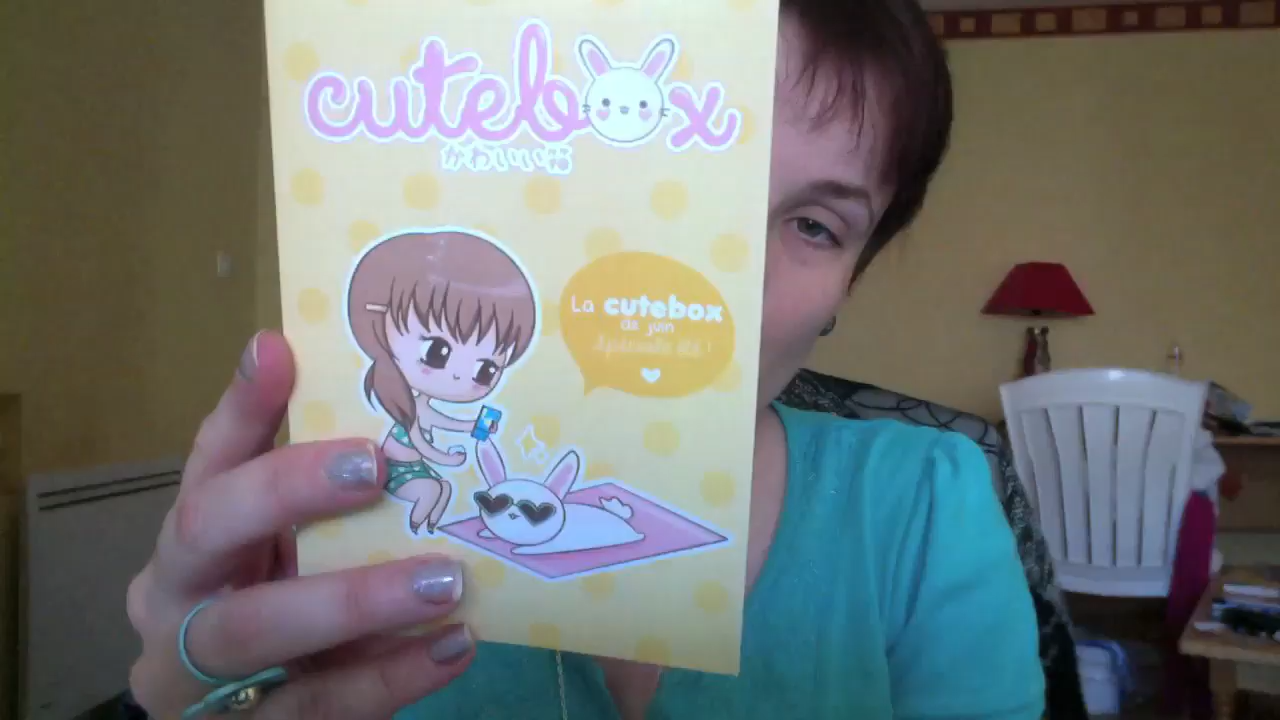 cutebox
かわいい箱
La cutebox
de juin
Spéciale été !